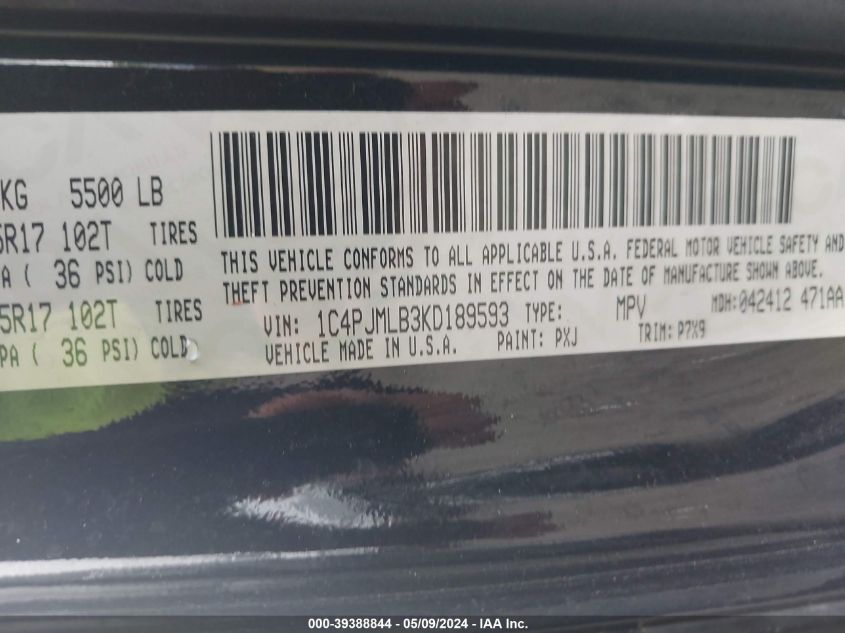 KG 5500 LB
5R17 102T TIRES
PA ( 36 PSI) COLD
5R17 102T TIRES
PA ( 36 PSI) COLD
THIS VEHICLE CONFORMS TO ALL APPLICABLE U.S.A. FEDERAL MOTOR VEHICLE SAFETY AND
THEFT PREVENTION STANDARDS IN EFFECT ON THE DATE OF MANUFACTURE SHOWN ABOVE.
VIN: 1C4PJMLB3KD189593 TYPE: MPV MDH: 042412 471AA
VEHICLE MADE IN U.S.A. PAINT: PXJ TRIM: P7X9
000-39388844 - 05/09/2024 - IAA Inc.